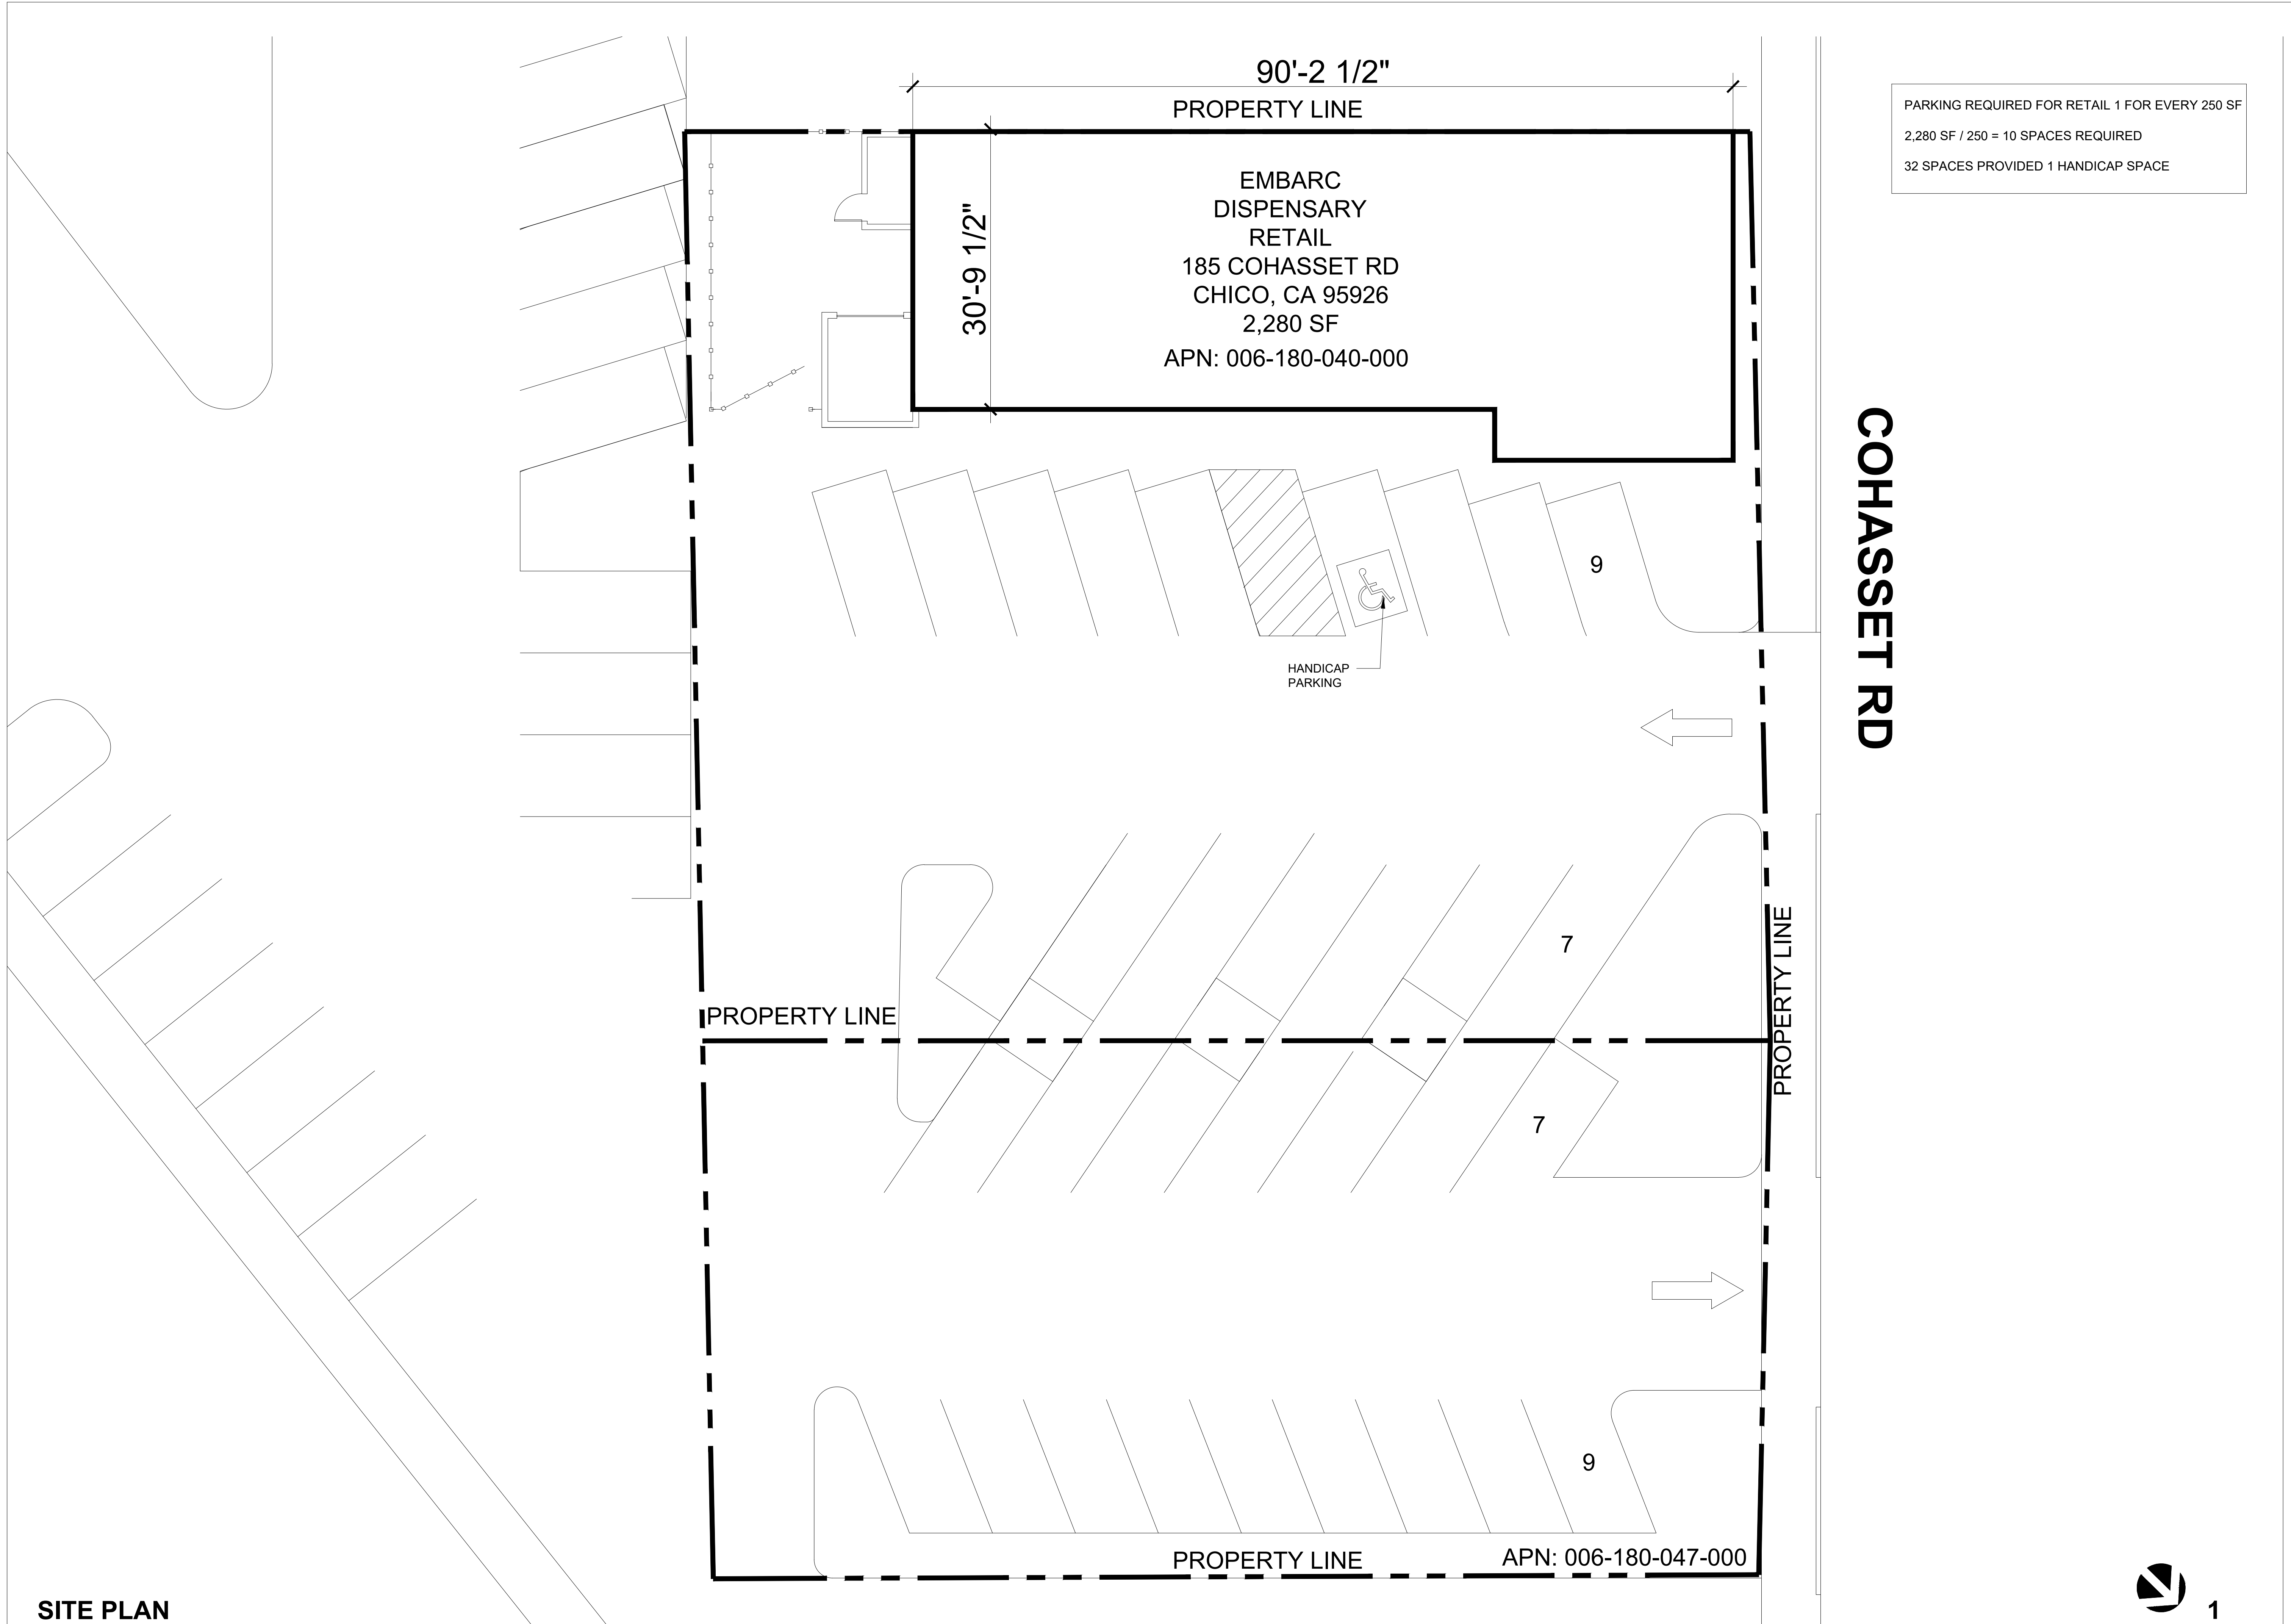 90'-2 1/2"
PROPERTY LINE
PARKING REQUIRED FOR RETAIL 1 FOR EVERY 250 SF
2,280 SF / 250 = 10 SPACES REQUIRED
32 SPACES PROVIDED 1 HANDICAP SPACE
30'-9 1/2"
EMBARC
DISPENSARY
RETAIL
185 COHASSET RD
CHICO, CA 95926
2,280 SF
APN: 006-180-040-000
COHASSET RD
9
HANDICAP
PARKING
7
PROPERTY LINE
PROPERTY LINE
7
9
PROPERTY LINE
APN: 006-180-047-000
SITE PLAN
1